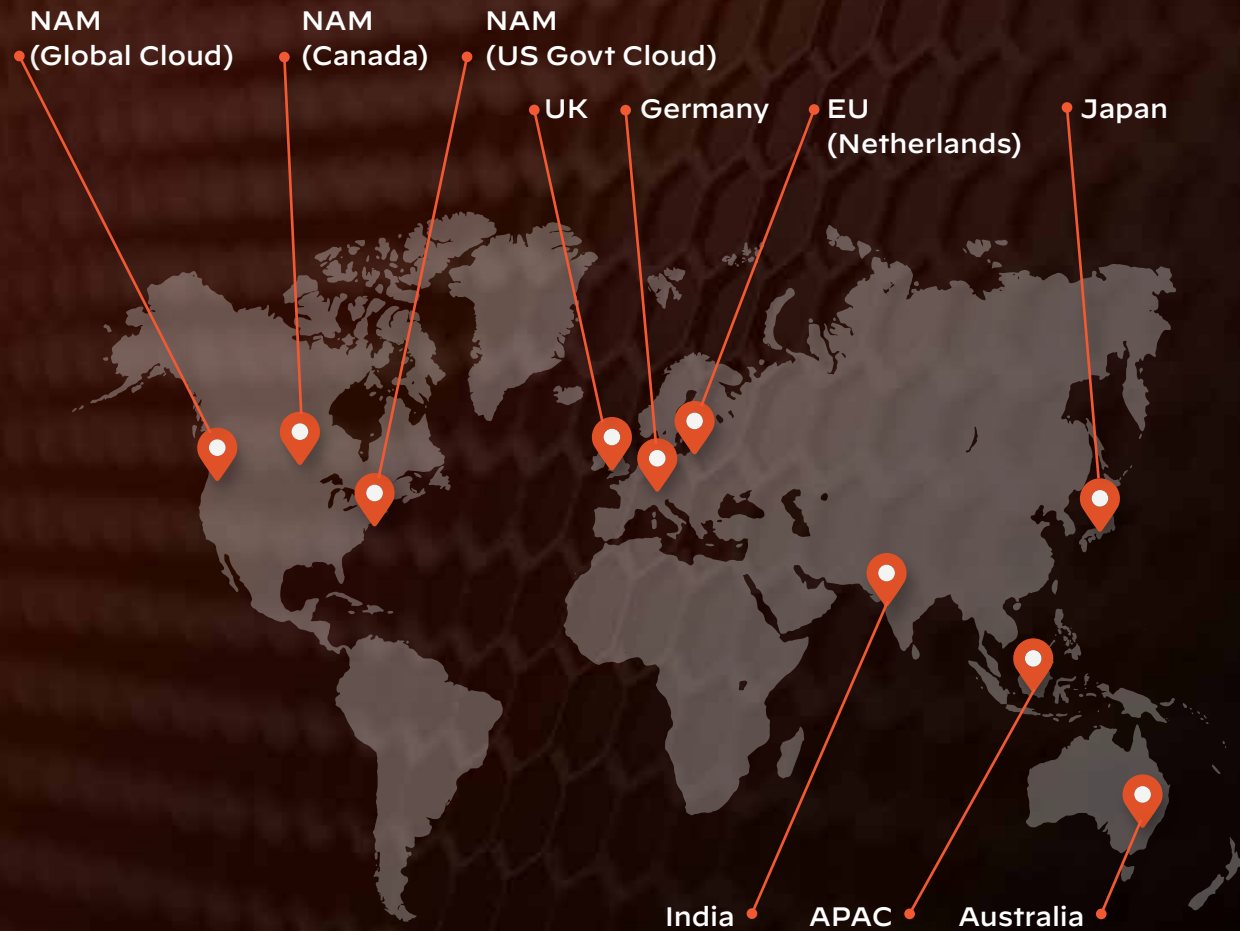 NAM
(Global Cloud)
NAM
(Canada)
NAM
(US Govt Cloud)
UK
Germany
EU
(Netherlands)
Japan
India
APAC
Australia